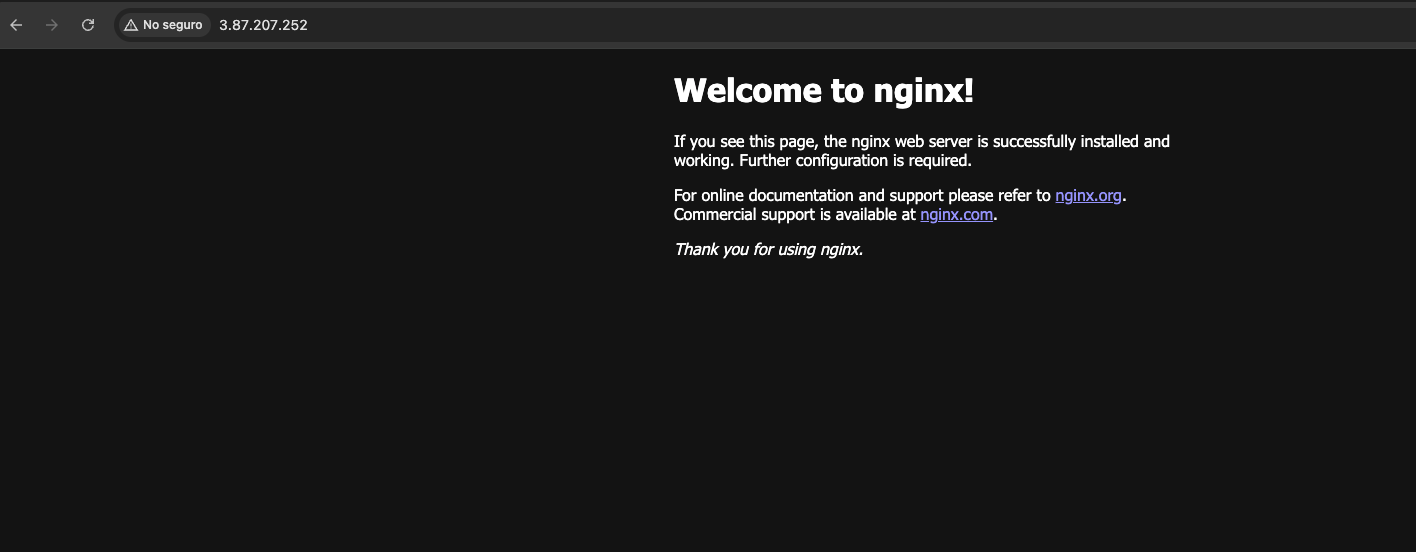 No seguro
3.87.207.252
Welcome to nginx!
If you see this page, the nginx web server is successfully installed and
working. Further configuration is required.
For online documentation and support please refer to nginx.org.
Commercial support is available at nginx.com.
Thank you for using nginx.